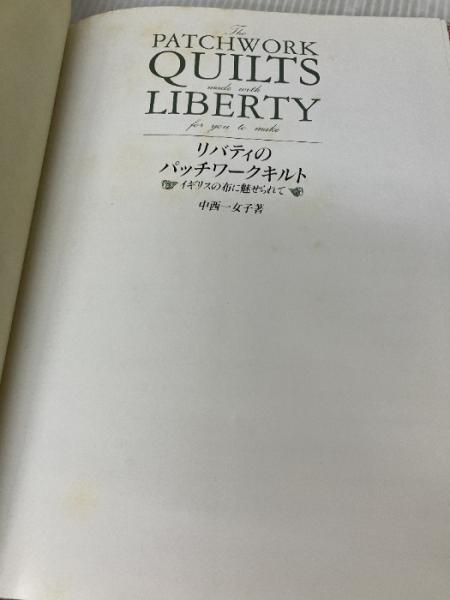 The
PATCHWORK
QUILTS
made with
LIBERTY
for you to make
リバティの
パッチワークキルト
イギリスの布に魅せられて
中西一女子著